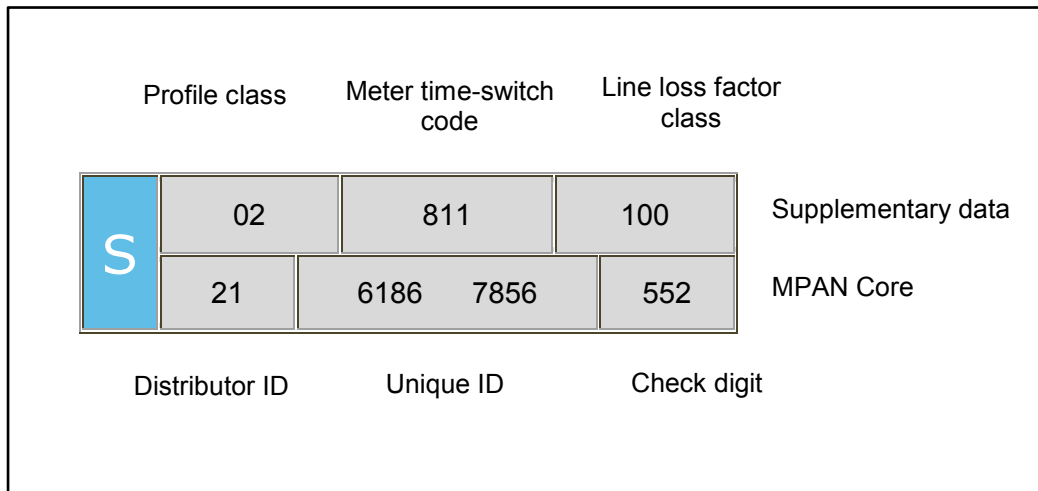 Profile class
Meter time-switch
code
Line loss factor
class
S
02
811
100
Supplementary data
21
6186 7856
552
MPAN Core
Distributor ID
Unique ID
Check digit